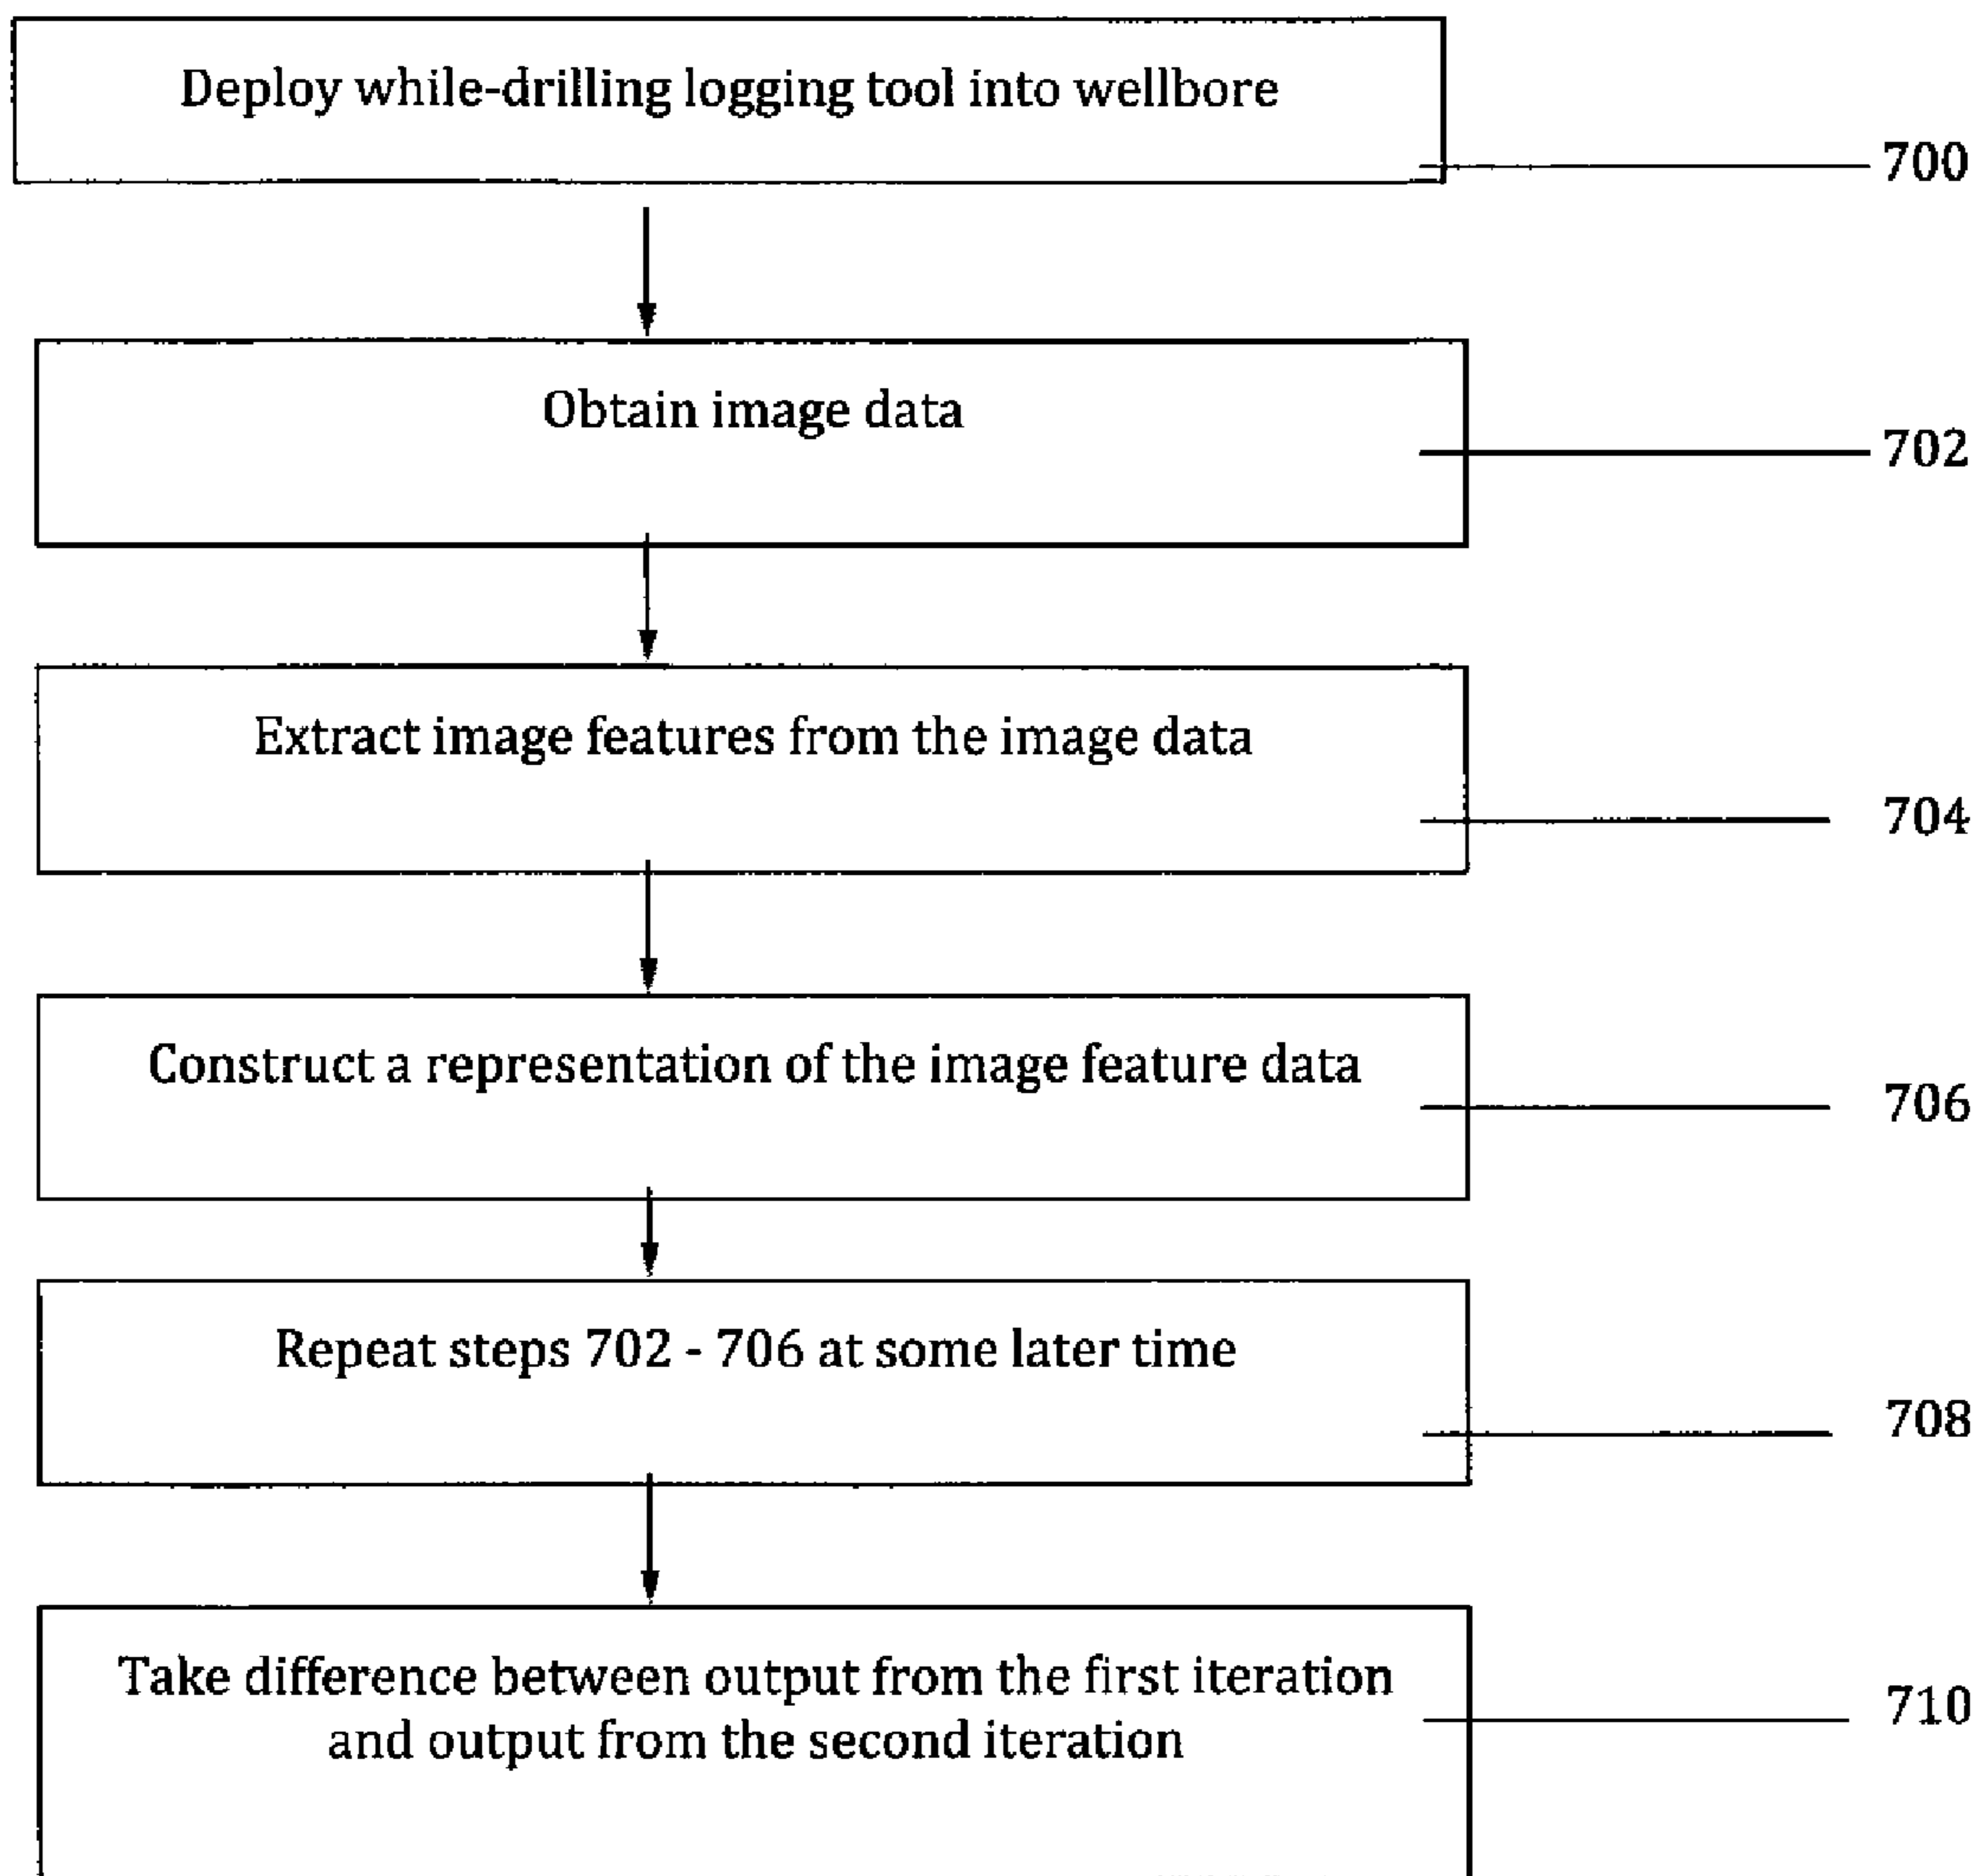 Deploy while-drilling logging tool into wellbore
700
Obtain image data
702
Extract image features from the image data
704
Construct a representation of the image feature data
706
Repeat steps 702 - 706 at some later time
708
Take difference between output from the first iteration
and output from the second iteration
710